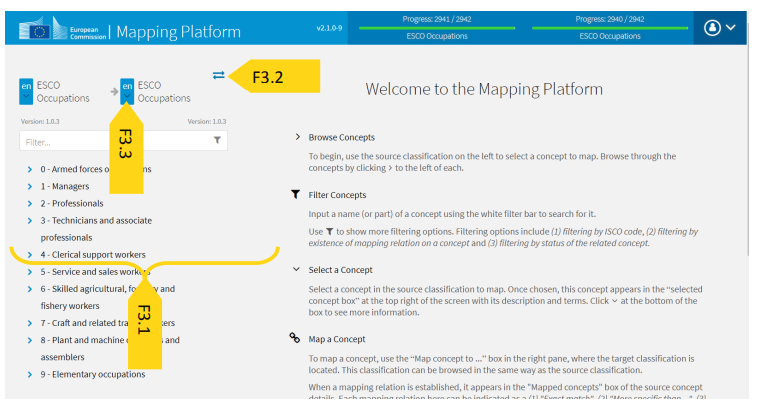 European
Commission
Mapping Platform
v2.1.0-9
Progress: 2941 / 2942
ESCO Occupations
Progress: 2940 / 2942
ESCO Occupations
en ESCO
Occupations
en ESCO
Occupations
F3.2
Version: 1.0.3
Version: 1.0.3
F3.3
Filter...
0 - Armed forces o ns
1 - Managers
2 - Professionals
3 - Technicians and associate
professionals
4 - Clerical support workers
5 - Service and sales workers
6 - Skilled agricultural, fo y and
fishery workers
7 - Craft and related tra kers
8 - Plant and machine o s and
assemblers
9 - Elementary occupations
F3.1
Welcome to the Mapping Platform
Browse Concepts
To begin, use the source classification on the left to select a concept to map. Browse through the
concepts by clicking > to the left of each.
Filter Concepts
Input a name (or part) of a concept using the white filter bar to search for it.
Use to show more filtering options. Filtering options include (1) filtering by ISCO code, (2) filtering by
existence of mapping relation on a concept and (3) filtering by status of the related concept.
Select a Concept
Select a concept in the source classification to map. Once chosen, this concept appears in the "selected
concept box" at the top right of the screen with its description and terms. Click at the bottom of the
box to see more information.
Map a Concept
To map a concept, use the "Map concept to ..." box in the right pane, where the target classification is
located. This classification can be browsed in the same way as the source classification.
When a mapping relation is established, it appears in the "Mapped concepts" box of the source concept
details. Each mapping relation here can be indicated as a (1) "Exact match", (2) "More specific than...", (3)